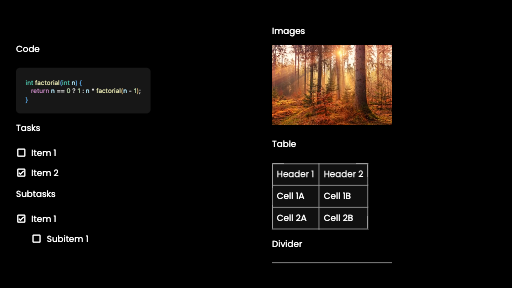 Code
int factorial(int n) {
return n == 0 ? 1 : n * factorial(n - 1);
}
Tasks
Item 1
Item 2
Subtasks
Item 1
Subitem 1
Images
Table
Header 1 Header 2
Cell 1A Cell 1B
Cell 2A Cell 2B
Divider